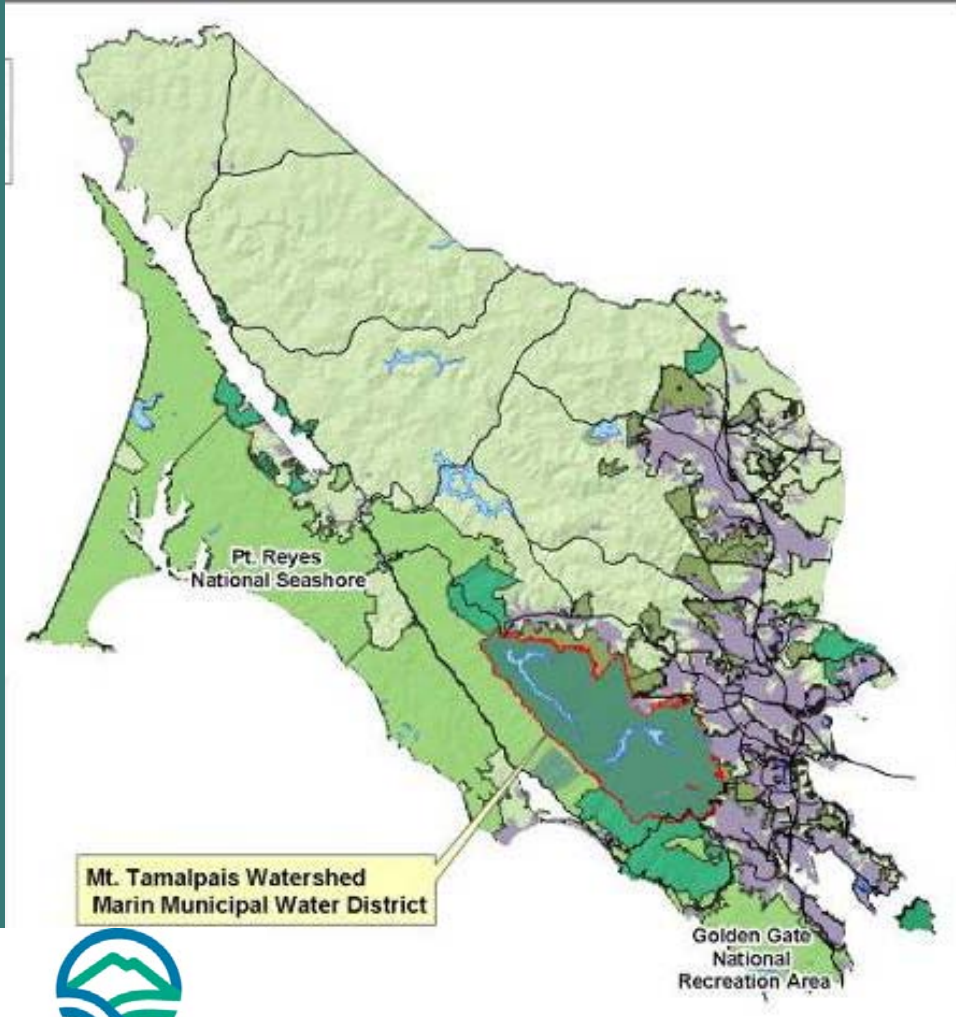 Pt. Reyes
National Seashore
Mt. Tamalpais Watershed
Marin Municipal Water District
Golden Gate
National
Recreation Area